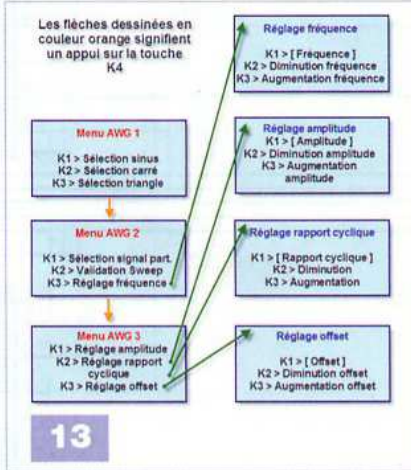 Les flèches dessinées en
couleur orange signifient
un appui sur la touche
K4
Menu AWG 1
K1 > Sélection sinus
K2 > Sélection carré
K3 > Sélection triangle
Menu AWG 2
K1 > Sélection signal part.
K2 > Validation Sweep
K3 > Réglage fréquence
Menu AWG 3
K1 > Réglage amplitude
K2 > Réglage rapport
cyclique
K3 > Réglage offset
Réglage fréquence
K1 > [ Fréquence ]
K2 > Diminution fréquence
K3 > Augmentation fréquence
Réglage amplitude
K1 > [ Amplitude ]
K2 > Diminution amplitude
K3 > Augmentation
amplitude
Réglage rapport cyclique
K1 > [ Rapport cyclique ]
K2 > Diminution
K3 > Augmentation
Réglage offset
K1 > [ Offset ]
K2 > Diminution offset
K3 > Augmentation offset
13